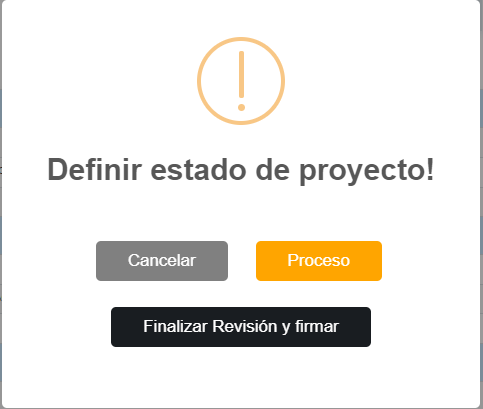 Definir estado de proyecto!
Cancelar
Proceso
Finalizar Revisión y firmar